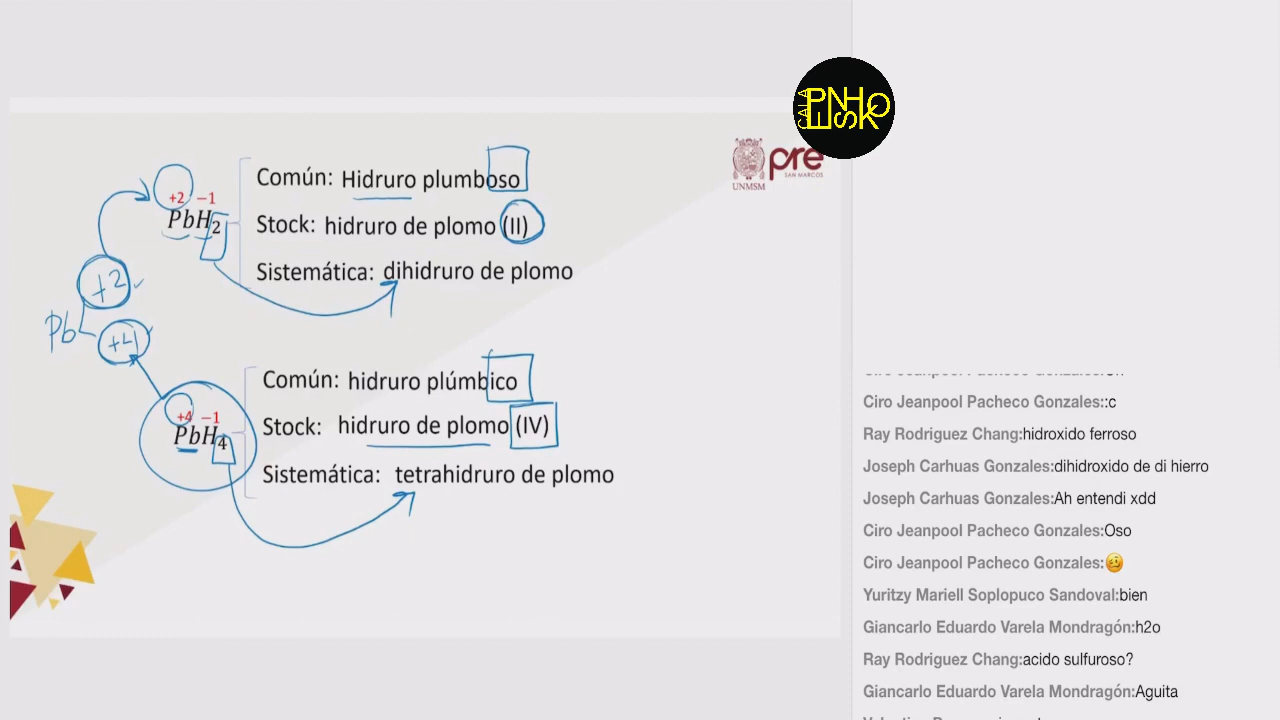 CALA
PNHO
ESK
pre
SAN MARCOS
UNMSM
+2 −1
PbH2
Común: Hidruro plumboso
Stock: hidruro de plomo (II)
Sistemática: dihidruro de plomo
+2
Pb
+4
+4 −1
PbH4
Común: hidruro plúmbico
Stock: hidruro de plomo (IV)
Sistemática: tetrahidruro de plomo
Ciro Jeanpool Pacheco Gonzales::c
Ray Rodriguez Chang:hidroxido ferroso
Joseph Carhuas Gonzales:dihidroxido de di hierro
Joseph Carhuas Gonzales:Ah entendi xdd
Ciro Jeanpool Pacheco Gonzales:Oso
Ciro Jeanpool Pacheco Gonzales:🥴
Yuritzy Mariell Soplopuco Sandoval:bien
Giancarlo Eduardo Varela Mondragón:h2o
Ray Rodriguez Chang:acido sulfuroso?
Giancarlo Eduardo Varela Mondragón:Aguita